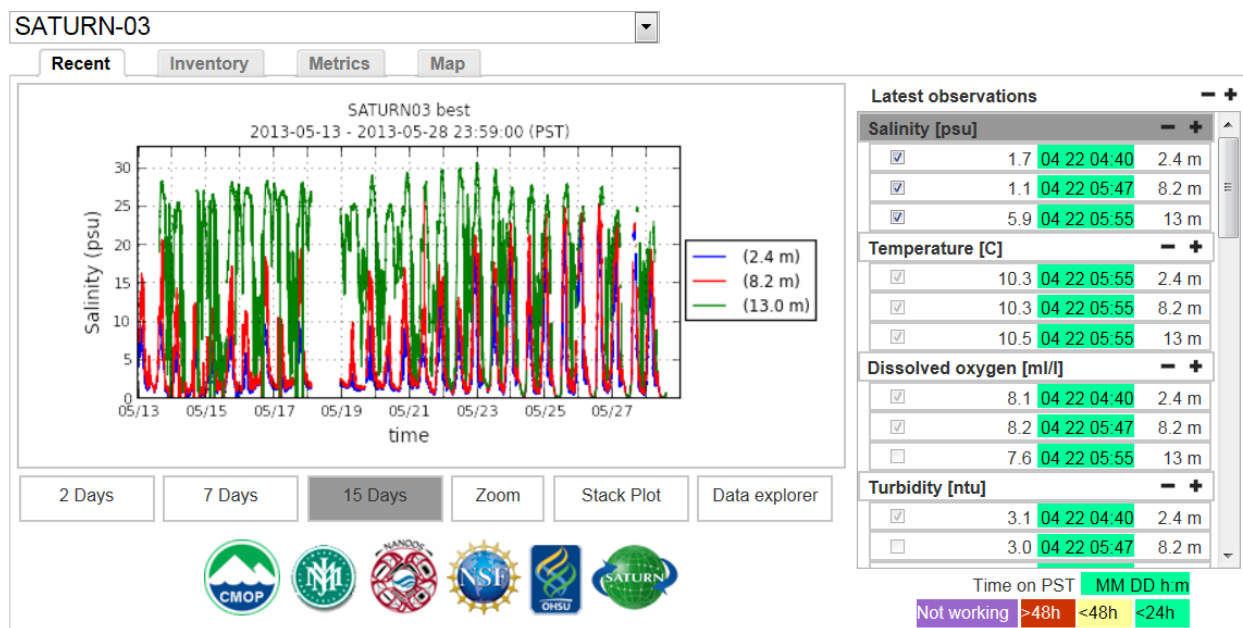 SATURN-03
Recent Inventory Metrics Map
SATURN03 best
2013-05-13 - 2013-05-28 23:59:00 (PST)
Salinity (psu)
30
25
20
15
10
5
0
05/13 05/15 05/17 05/19 05/21 05/23 05/25 05/27
time
(2.4 m)
(8.2 m)
(13.0 m)
2 Days 7 Days 15 Days Zoom Stack Plot Data explorer
CMOP
NANOOS
NSF
OHSU
SATURN
Latest observations - +
Salinity [psu] - +
1.7 04 22 04:40 2.4 m
1.1 04 22 05:47 8.2 m
5.9 04 22 05:55 13 m
Temperature [C] - +
10.3 04 22 05:55 2.4 m
10.3 04 22 05:55 8.2 m
10.5 04 22 05:55 13 m
Dissolved oxygen [ml/l] - +
8.1 04 22 04:40 2.4 m
8.2 04 22 05:47 8.2 m
7.6 04 22 05:55 13 m
Turbidity [ntu] - +
3.1 04 22 04:40 2.4 m
3.0 04 22 05:47 8.2 m
Time on PST MM DD h:m
Not working >48h <48h <24h